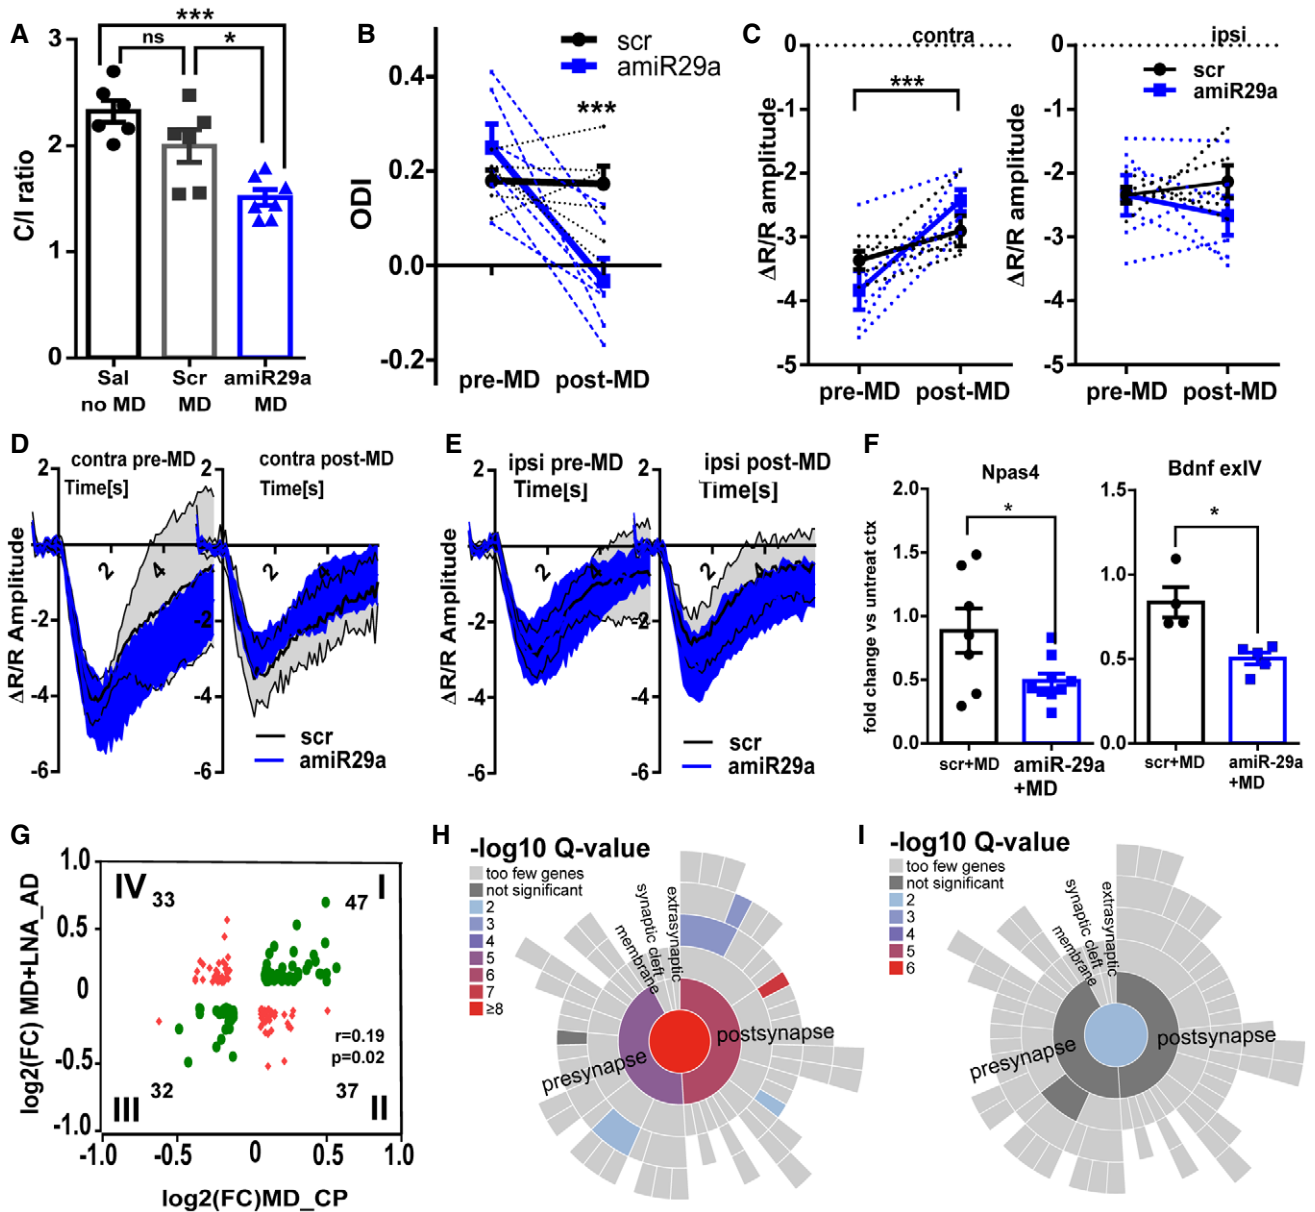 A
***
ns
*
3
2
1
0
C/I ratio
Sal
no MD
Scr
MD
amiR29a
MD
B
scr
amiR29a
***
0.4
0.2
0.0
-0.2
ODI
pre-MD
post-MD
C
contra
***
0
-1
-2
-3
-4
-5
ΔR/R amplitude
pre-MD
post-MD
ipsi
scr
amiR29a
0
-1
-2
-3
-4
-5
ΔR/R amplitude
pre-MD
post-MD
D
contra pre-MD
Time[s]
2
0
-2
-4
-6
2
4
ΔR/R Amplitude
contra post-MD
Time[s]
2
0
-2
-4
-6
2
4
scr
amiR29a
E
ipsi pre-MD
Time[s]
2
0
-2
-4
-6
2
4
ΔR/R Amplitude
ipsi post-MD
Time[s]
2
0
-2
-4
-6
2
4
scr
amiR29a
F
Npas4
*
2.0
1.5
1.0
0.5
0.0
fold change vs untreat ctx
scr+MD
amiR-29a
+MD
Bdnf exIV
*
1.5
1.0
0.5
0.0
scr+MD
amiR-29a
+MD
G
1.0
0.5
0
-0.5
-1.0
log2(FC) MD+LNA_AD
IV
33
47
I
r=0.19
p=0.02
32
III
37
II
-1.0
-0.5
0
0.5
1.0
log2(FC)MD_CP
H
-log10 Q-value
too few genes
not significant
2
3
4
5
6
7
≥8
membrane
synaptic cleft
extrasynaptic
presynapse
postsynapse
I
-log10 Q-value
too few genes
not significant
2
3
4
5
6
membrane
synaptic cleft
extrasynaptic
presynapse
postsynapse